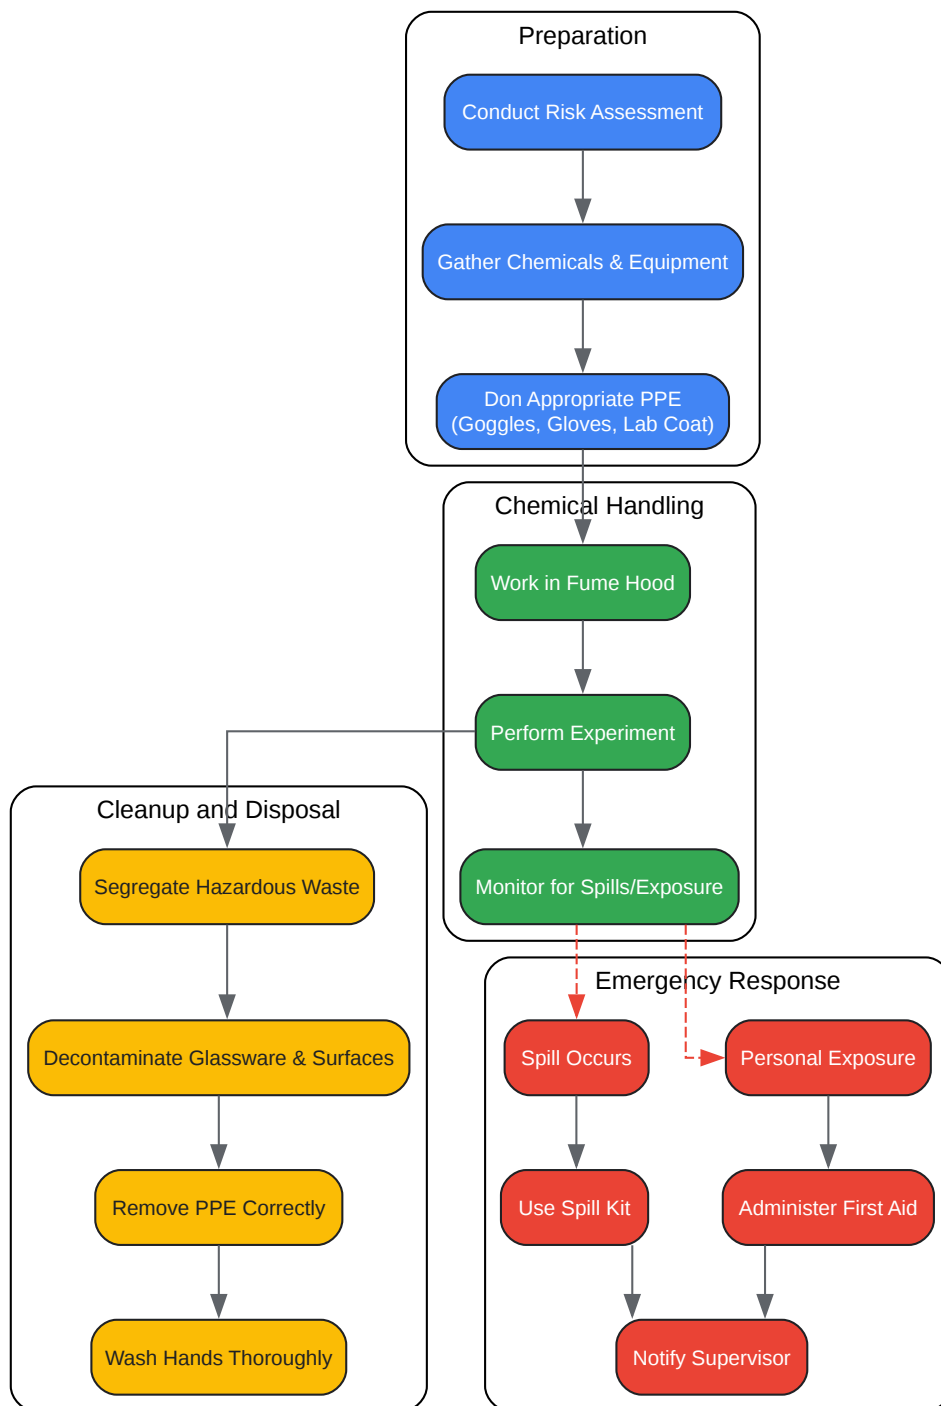 Preparation
Conduct Risk Assessment
Gather Chemicals & Equipment
Don Appropriate PPE
(Goggles, Gloves, Lab Coat)
Chemical Handling
Work in Fume Hood
Perform Experiment
Monitor for Spills/Exposure
Cleanup and Disposal
Segregate Hazardous Waste
Decontaminate Glassware & Surfaces
Remove PPE Correctly
Wash Hands Thoroughly
Emergency Response
Spill Occurs
Personal Exposure
Use Spill Kit
Administer First Aid
Notify Supervisor